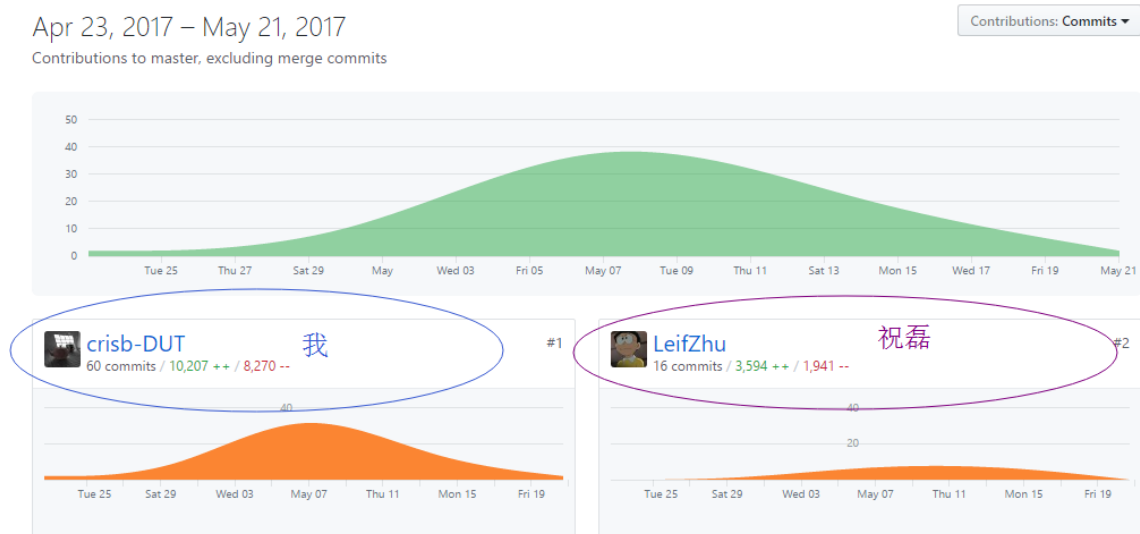 Apr 23, 2017 – May 21, 2017
Contributions: Commits
Contributions to master, excluding merge commits
50
40
30
20
10
0
Tue 25 Thu 27 Sat 29 May Wed 03 Fri 05 May 07 Tue 09 Thu 11 Sat 13 Mon 15 Wed 17 Fri 19 May 21
crisb-DUT 我 #1
60 commits / 10,207 ++ / 8,270 --
40
Tue 25 Sat 29 Wed 03 May 07 Thu 11 Mon 15 Fri 19
LeifZhu 祝磊 #2
16 commits / 3,594 ++ / 1,941 --
40
20
Tue 25 Sat 29 Wed 03 May 07 Thu 11 Mon 15 Fri 19